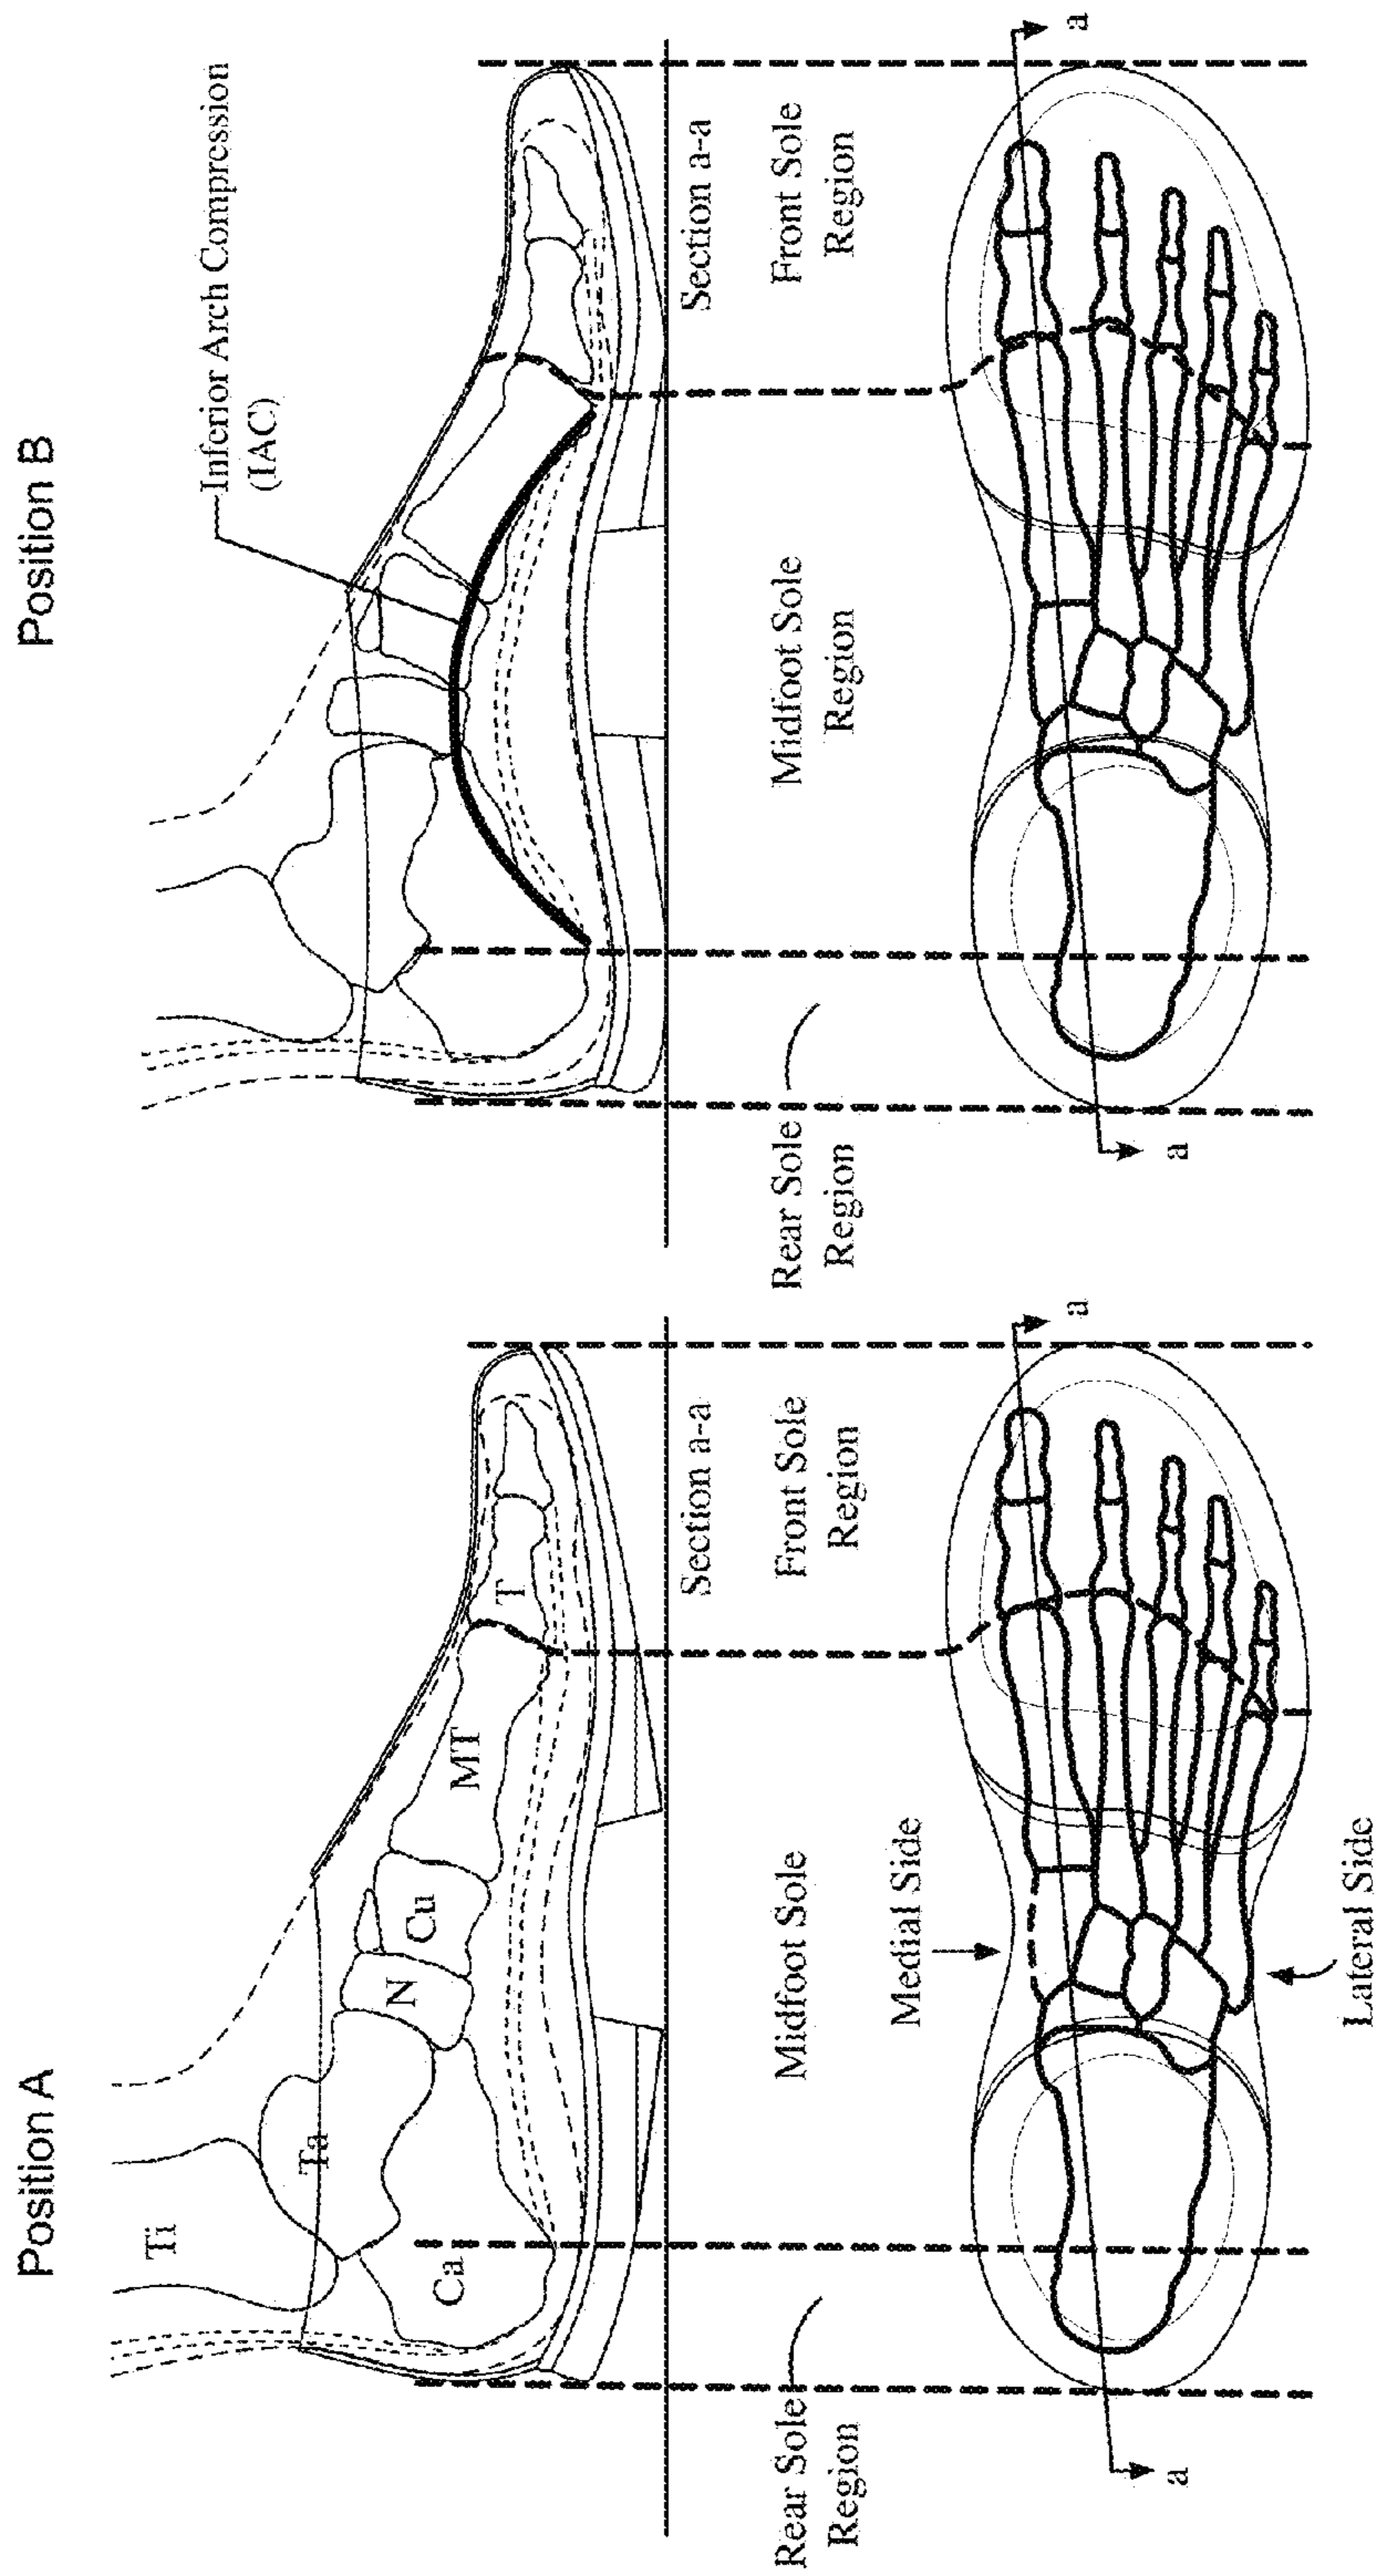 Position A
Ti
Ta
Ca
N
Cu
MT
T
Section a-a
Rear Sole
Region
Midfoot Sole
Front Sole
Region
Medial Side
Lateral Side
a
a
Position B
Inferior Arch Compression
(IAC)
Section a-a
Rear Sole
Region
Midfoot Sole
Region
Front Sole
Region
a
a